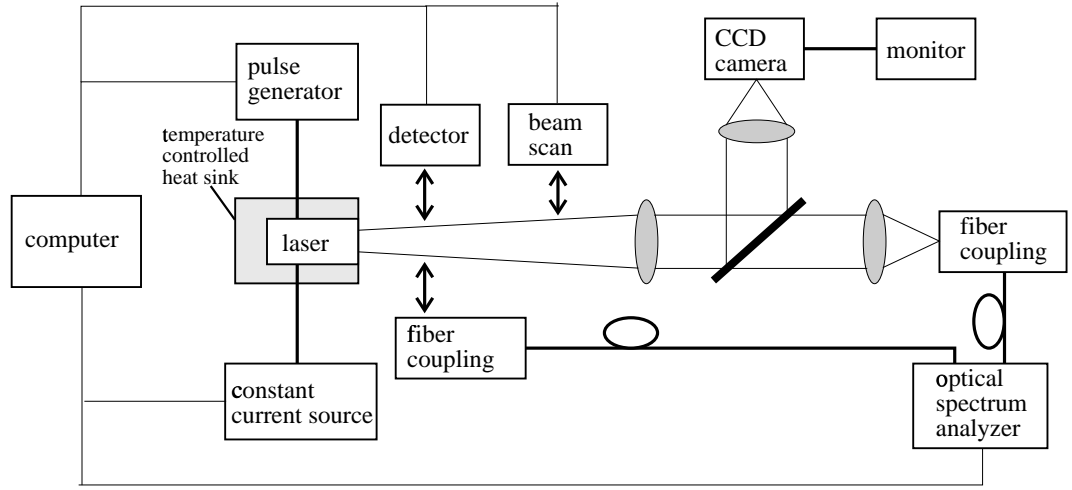 CCD
camera
monitor
pulse
generator
detector
beam
scan
temperature
controlled
heat sink
computer
laser
fiber
coupling
fiber
coupling
constant
current source
optical
spectrum
analyzer